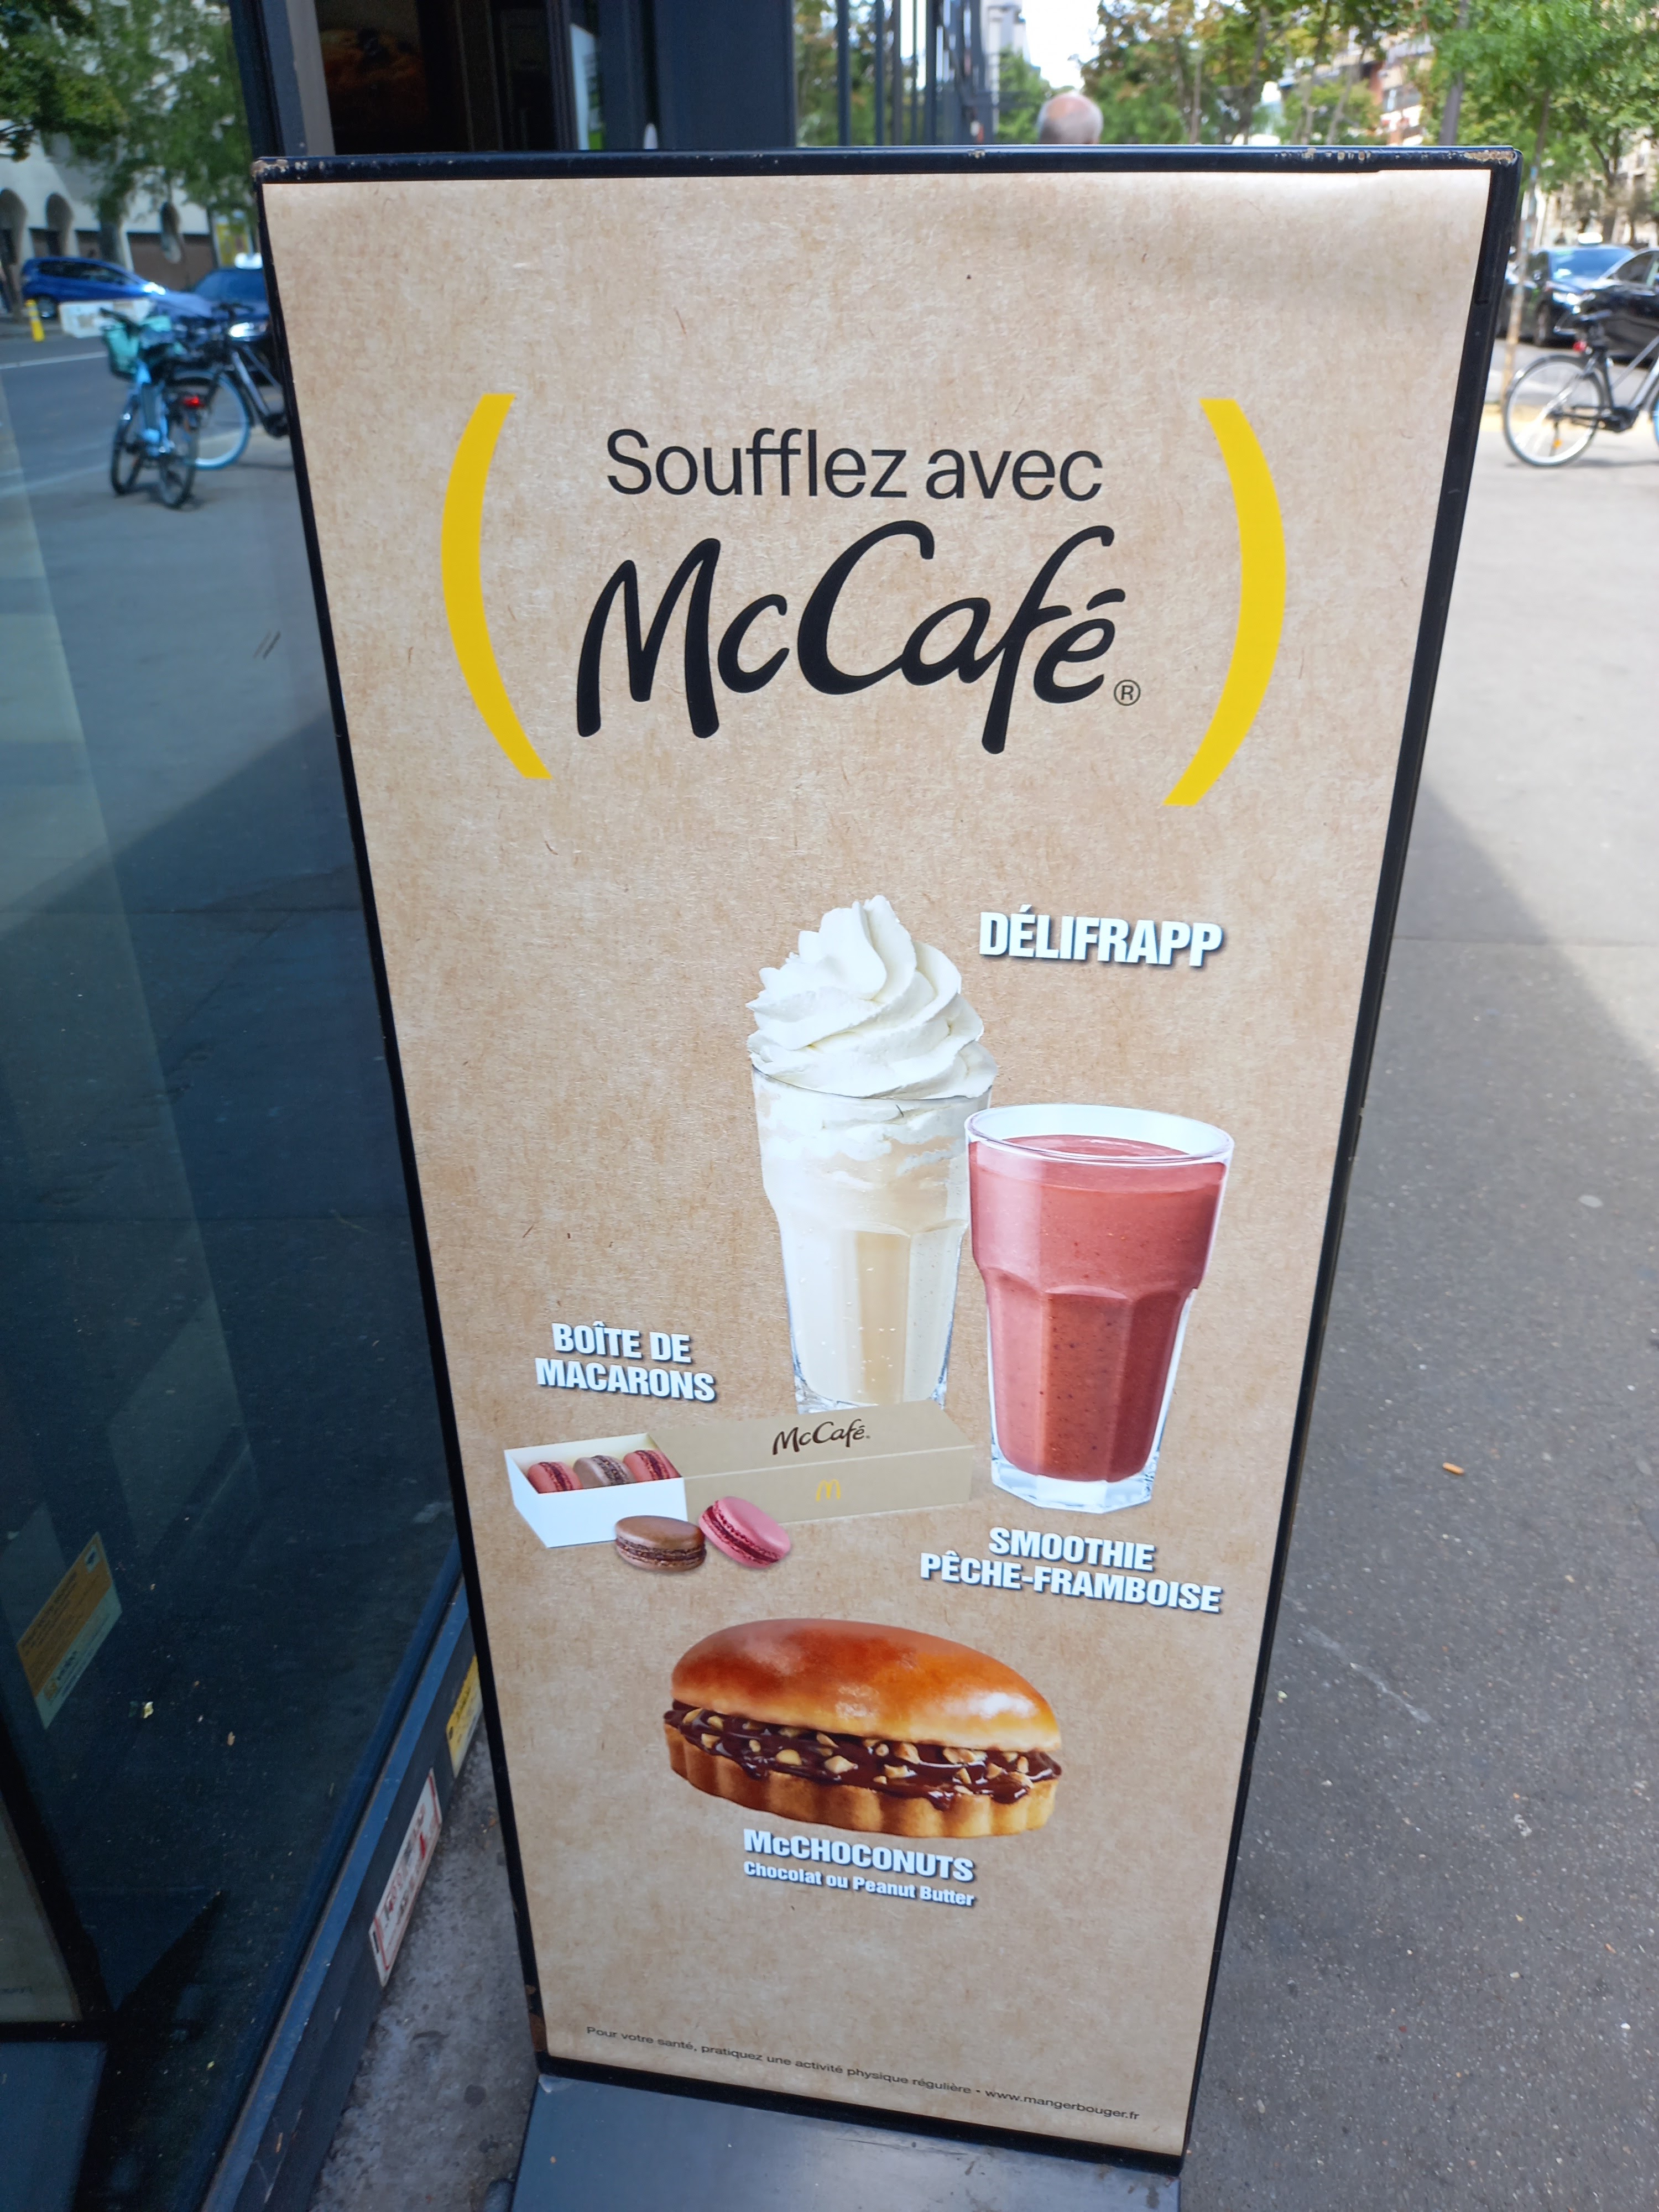 Soufflez avec
McCafé®
DÉLIFRAPP
BOÎTE DE
MACARONS
McCafé®
SMOOTHIE
PÊCHE-FRAMBOISE
McCHOCONUTS
Chocolat ou Peanut Butter
Pour votre santé, pratiquez une activité physique régulière • www.mangerbouger.fr